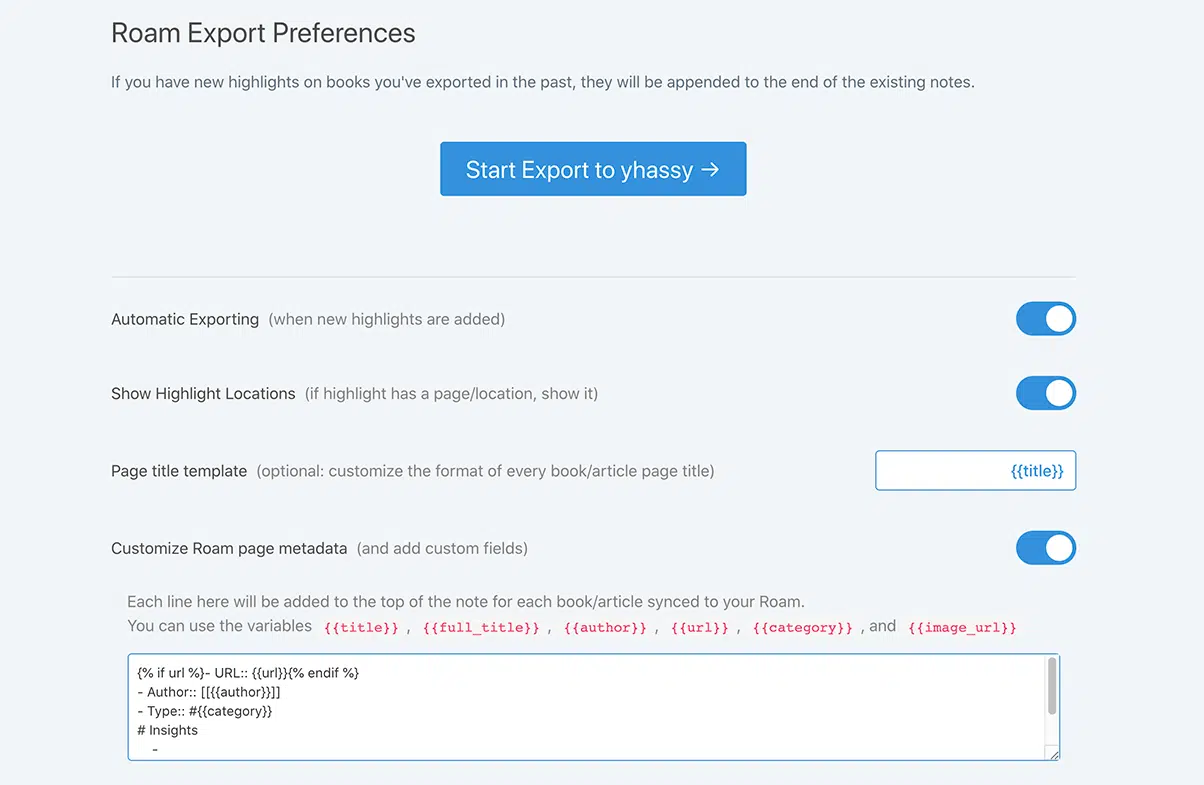 Roam Export Preferences
If you have new highlights on books you've exported in the past, they will be appended to the end of the existing notes.
Start Export to yhassy →
Automatic Exporting (when new highlights are added)
Show Highlight Locations (if highlight has a page/location, show it)
Page title template (optional: customize the format of every book/article page title) {{title}}
Customize Roam page metadata (and add custom fields)
Each line here will be added to the top of the note for each book/article synced to your Roam.
You can use the variables {{title}} , {{full_title}} , {{author}} , {{url}} , {{category}} , and {{image_url}}
{% if url %}- URL:: {{url}}{% endif %}
- Author:: [[{{author}}]]
- Type:: #{{category}}
# Insights
-